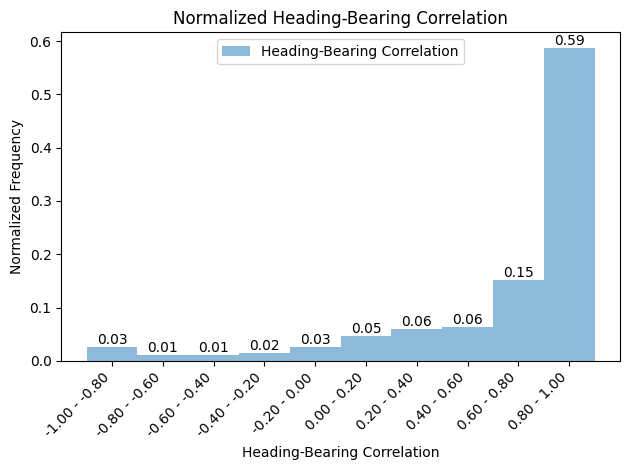 Normalized Heading-Bearing Correlation
Heading-Bearing Correlation
Normalized Frequency
0.6
0.5
0.4
0.3
0.2
0.1
0.0
0.03
0.01
0.01
0.02
0.03
0.05
0.06
0.06
0.15
0.59
-1.00 - -0.80
-0.80 - -0.60
-0.60 - -0.40
-0.40 - -0.20
-0.20 - 0.00
0.00 - 0.20
0.20 - 0.40
0.40 - 0.60
0.60 - 0.80
0.80 - 1.00
Heading-Bearing Correlation